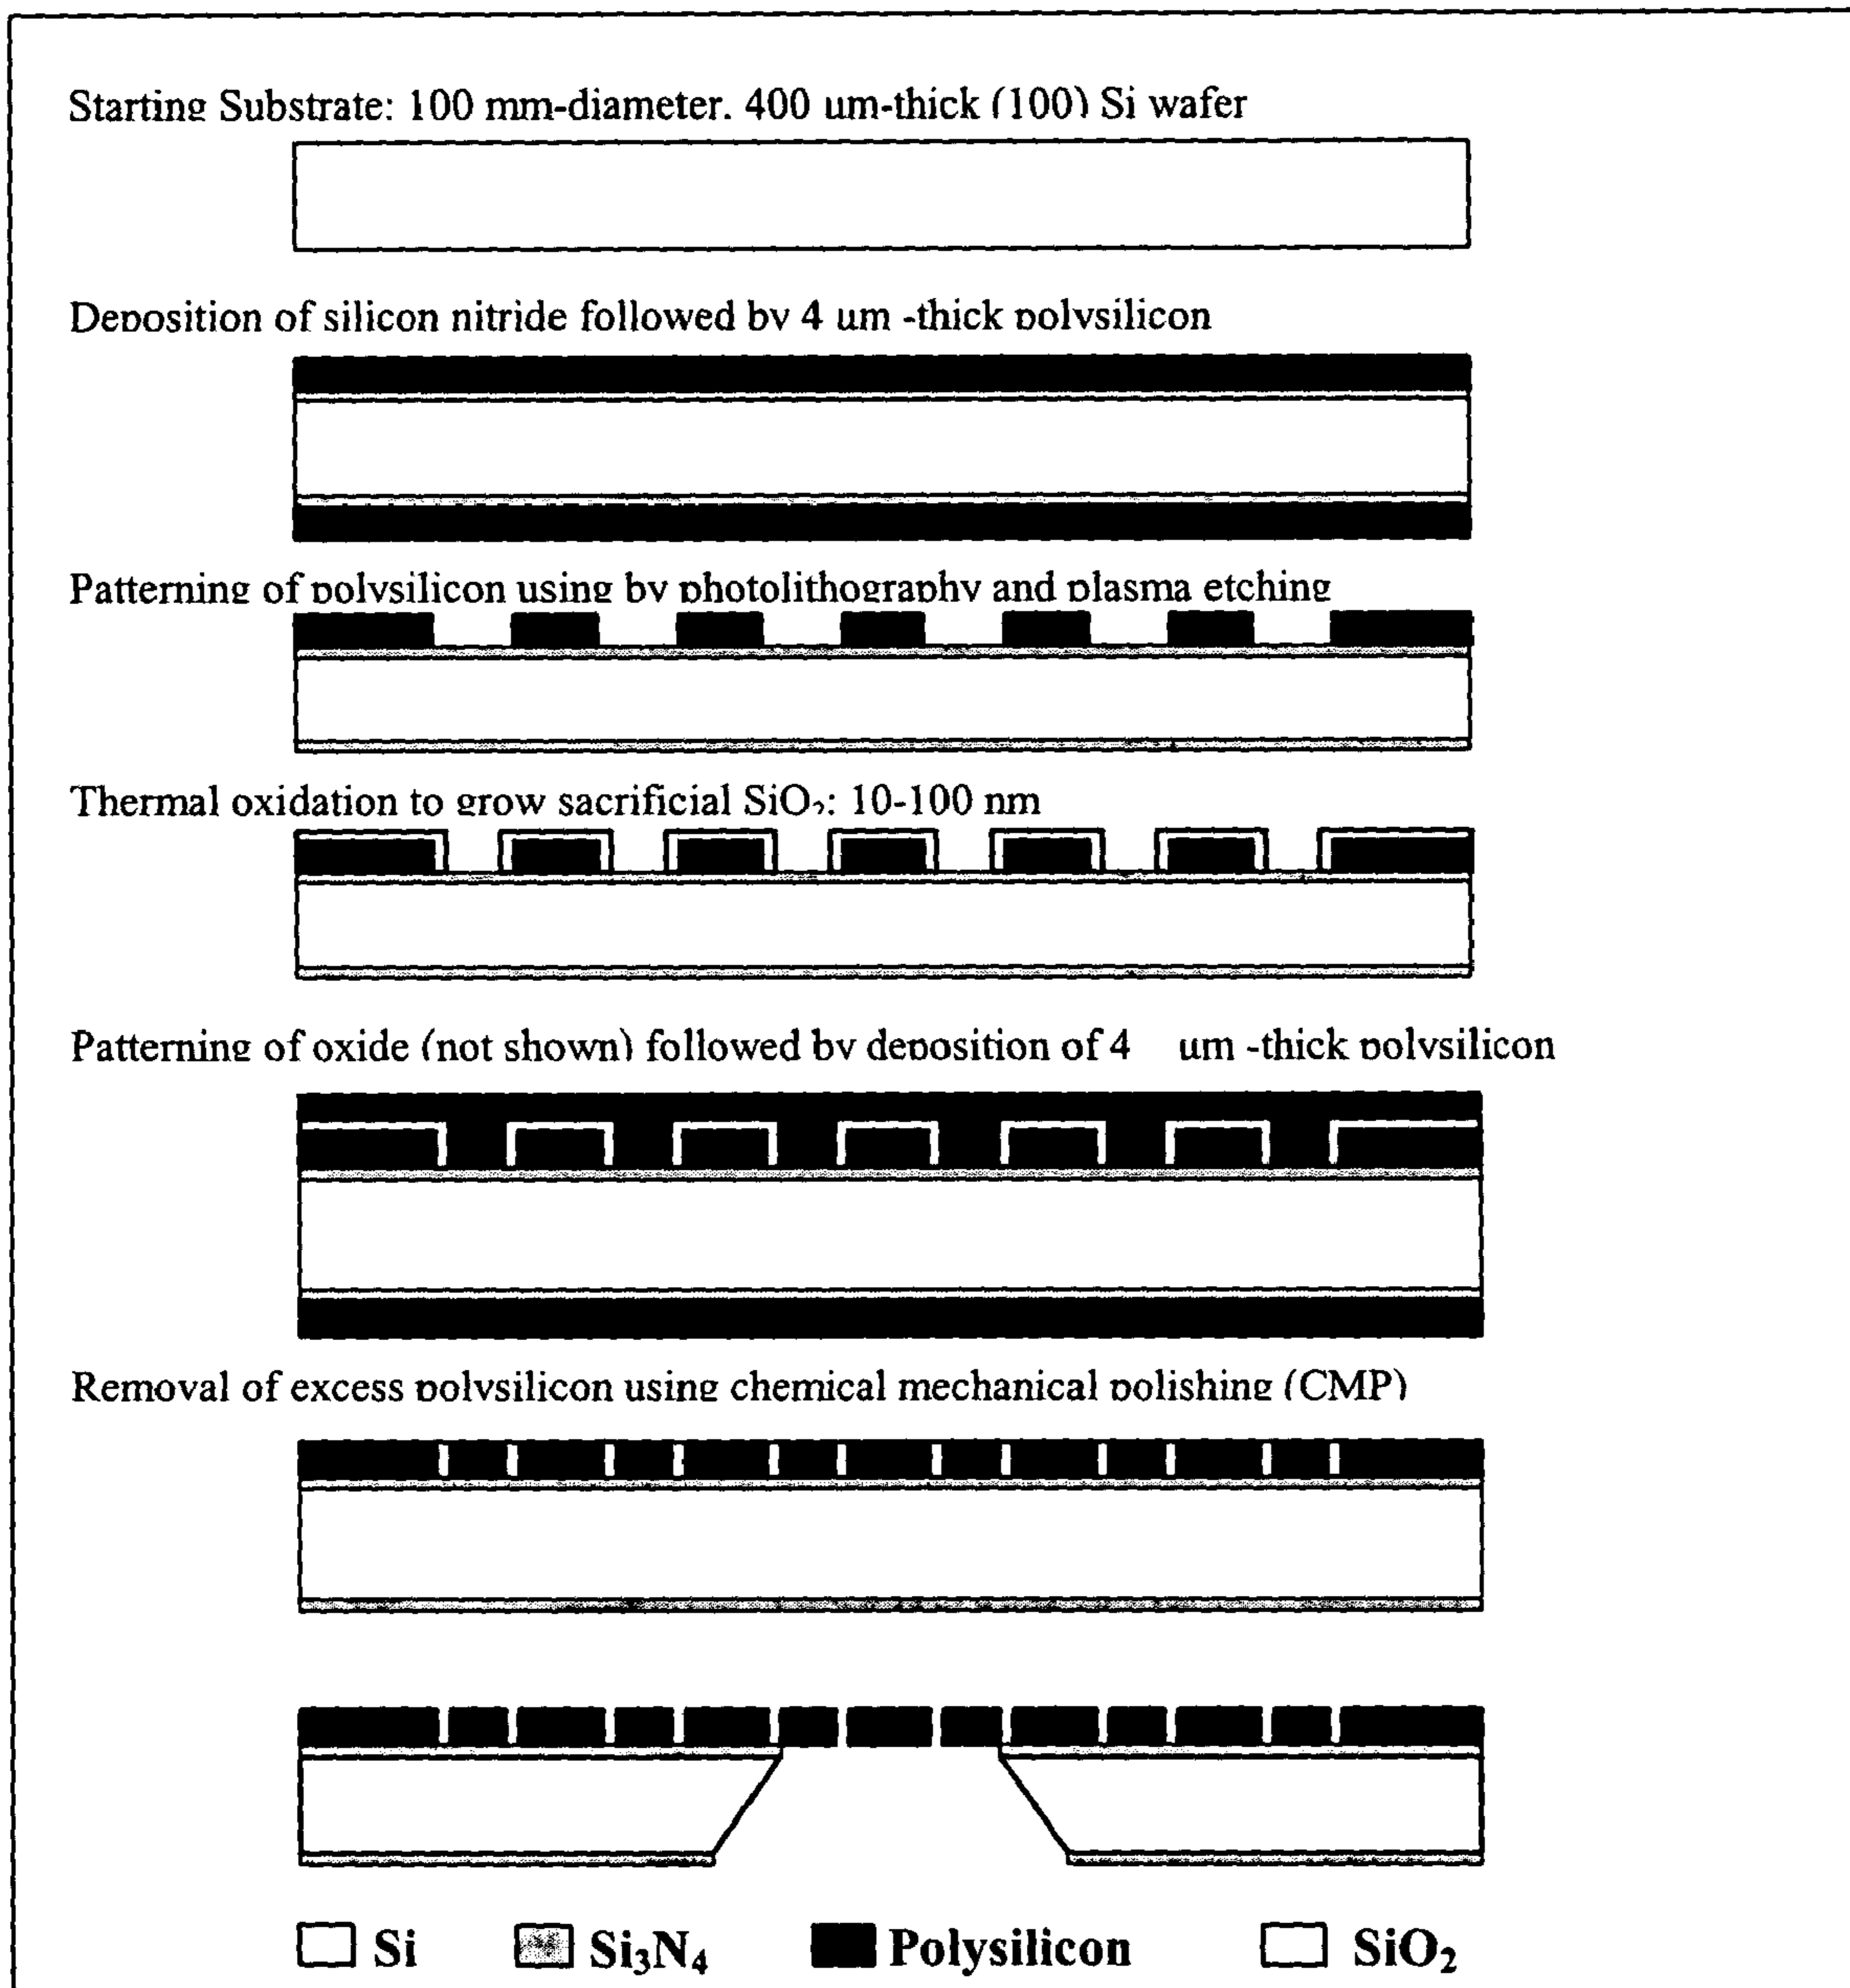 Starting Substrate: 100 mm-diameter. 400 um-thick (100) Si wafer
Deposition of silicon nitride followed by 4 um -thick polysilicon
Patterning of polysilicon using by photolithography and plasma etching
Thermal oxidation to grow sacrificial SiO₂: 10-100 nm
Patterning of oxide (not shown) followed by deposition of 4 um -thick polysilicon
Removal of excess polysilicon using chemical mechanical polishing (CMP)
Si Si₃N₄ Polysilicon SiO₂